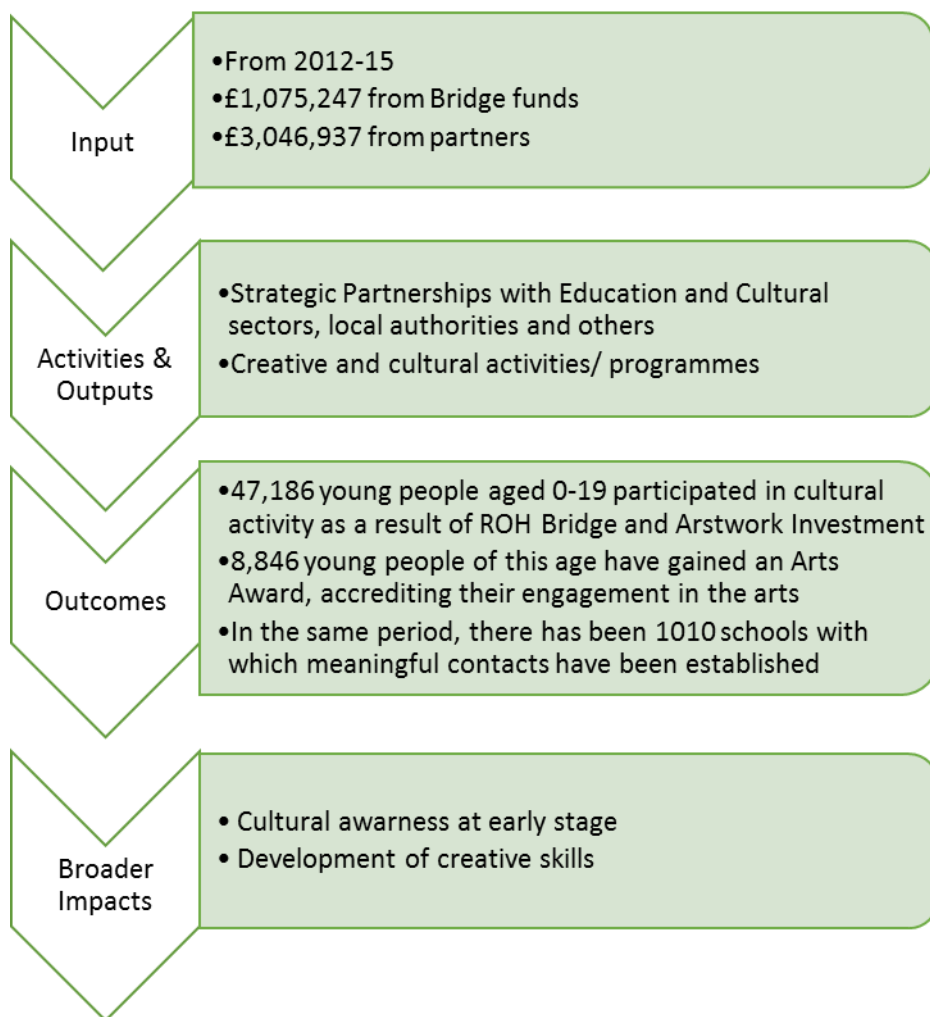 Input
•From 2012-15
•£1,075,247 from Bridge funds
•£3,046,937 from partners
Activities &
Outputs
•Strategic Partnerships with Education and Cultural
sectors, local authorities and others
•Creative and cultural activities/ programmes
Outcomes
•47,186 young people aged 0-19 participated in cultural
activity as a result of ROH Bridge and Arstwork Investment
•8,846 young people of this age have gained an Arts
Award, accrediting their engagement in the arts
•In the same period, there has been 1010 schools with
which meaningful contacts have been established
Broader
Impacts
• Cultural awarness at early stage
• Development of creative skills